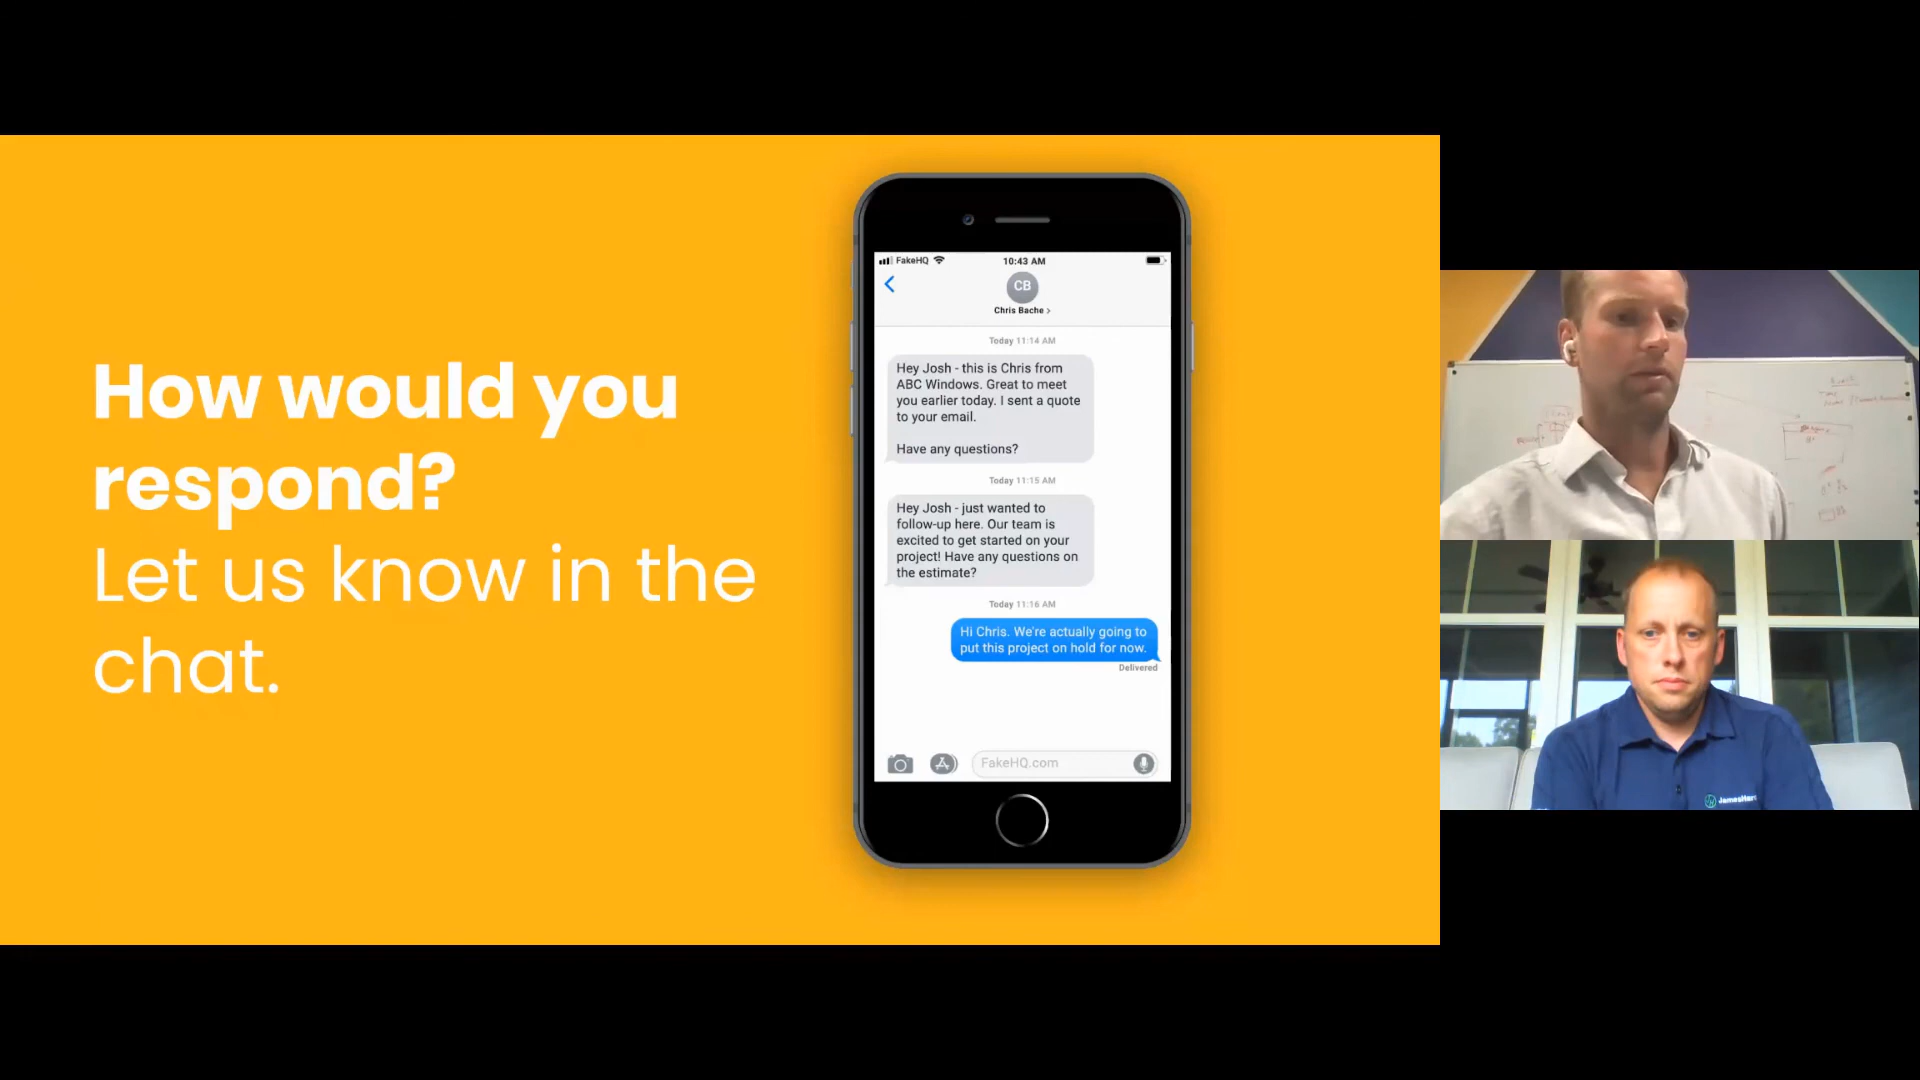 How would you
respond?
Let us know in the
chat.
FakeHQ
10:43 AM
CB
Chris Bache
Today 11:14 AM
Hey Josh - this is Chris from
ABC Windows. Great to meet
you earlier today. I sent a quote
to your email.
Have any questions?
Today 11:15 AM
Hey Josh - just wanted to
follow-up here. Our team is
excited to get started on your
project! Have any questions on
the estimate?
Today 11:16 AM
Hi Chris. We're actually going to
put this project on hold for now.
Delivered
FakeHQ.com